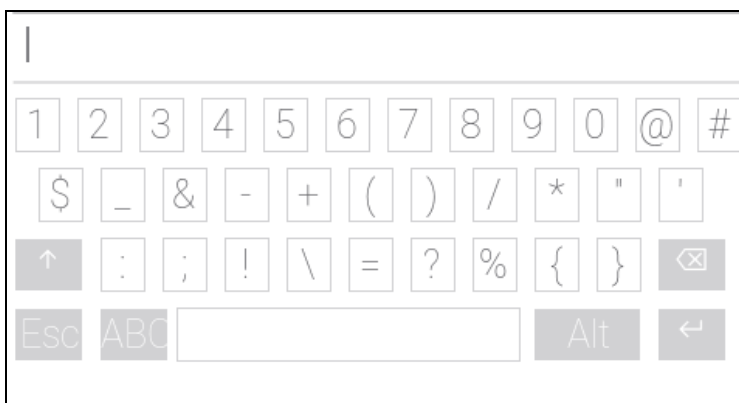 1 2 3 4 5 6 7 8 9 0 @ #
$ _ & - + ( ) / * " '
↑ : ; ! \ = ? % { } ⌫
Esc ABC Alt ↵